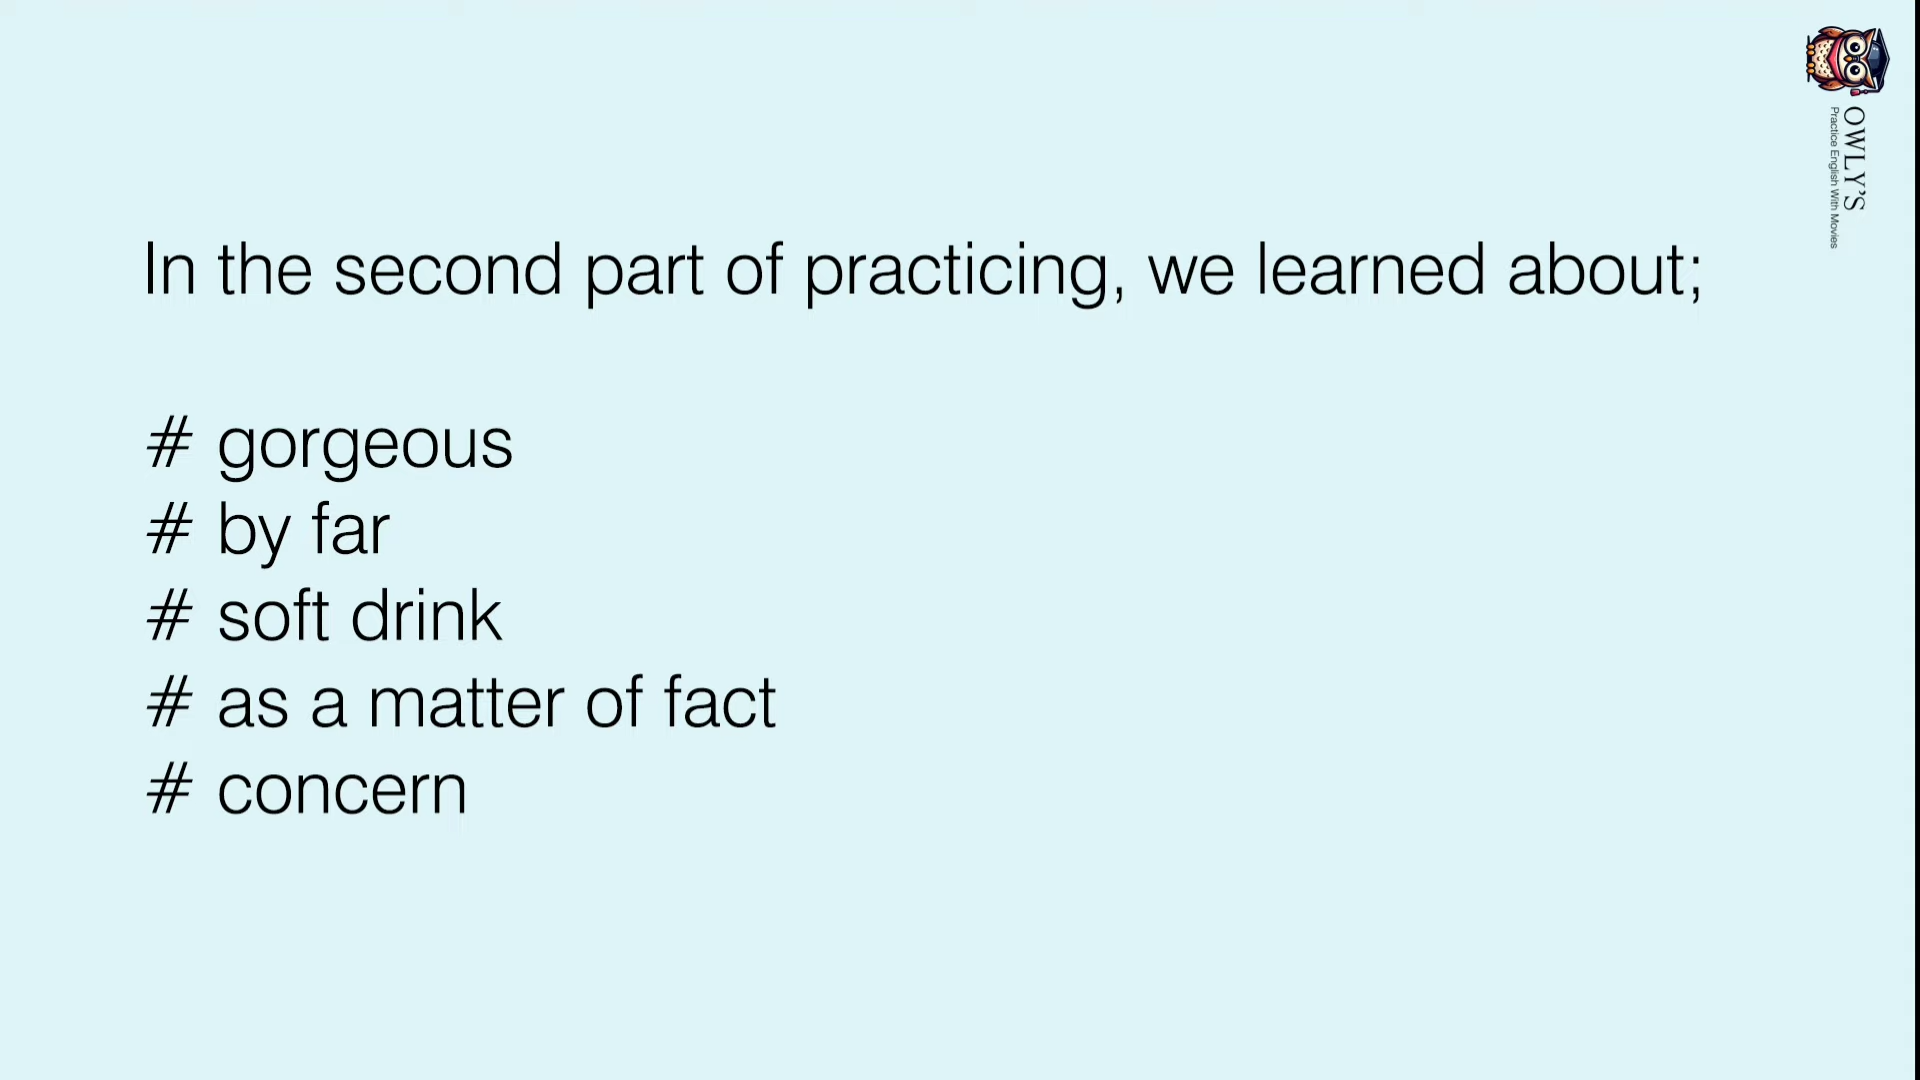 In the second part of practicing, we learned about;
# gorgeous
# by far
# soft drink
# as a matter of fact
# concern
OWLY'S
Practice English With Movies